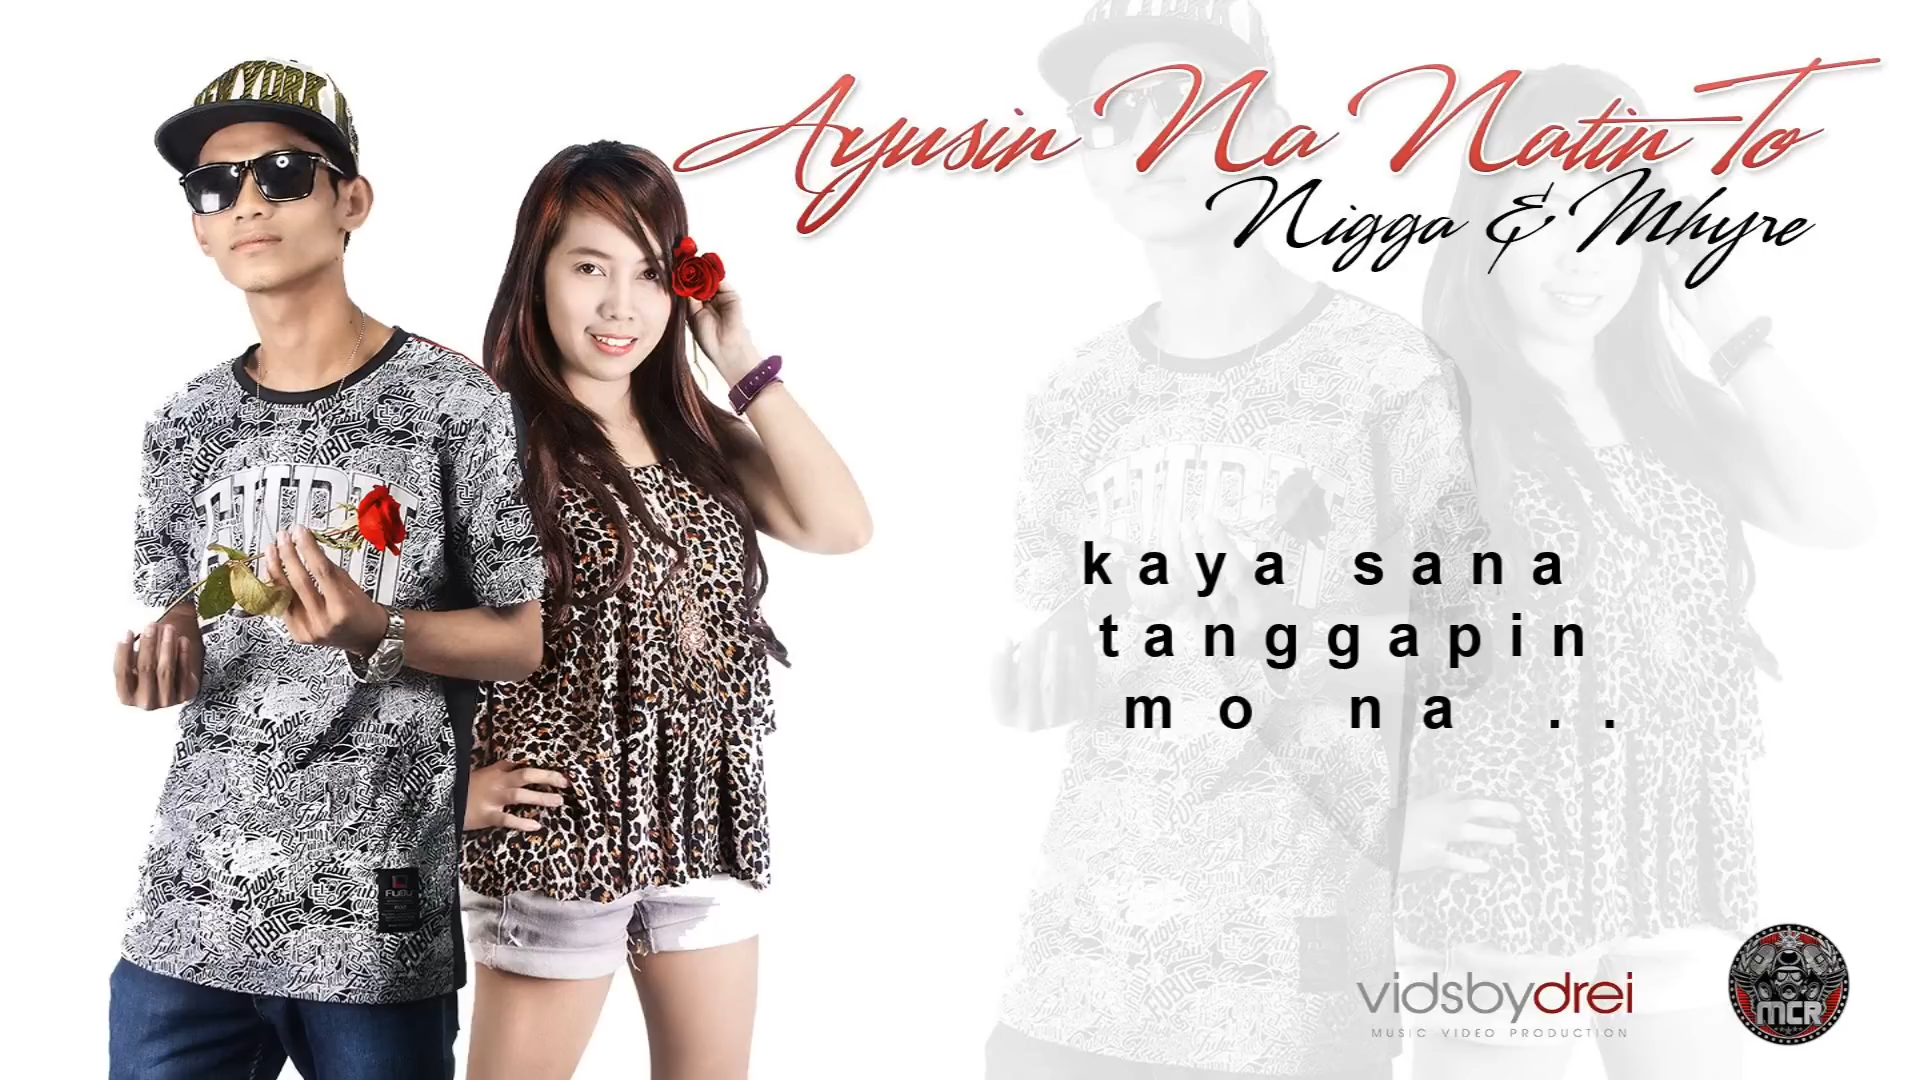 Ayusin Na Natin To
Nigga & Mhyre
NEW YORK
FUBU
FUBU
kaya sana
tanggapin
mo na ..
vidsbydrei
MUSIC VIDEO PRODUCTION
MCR